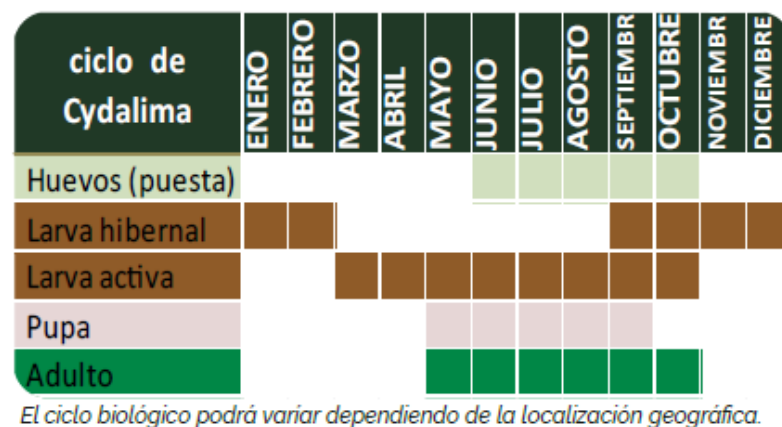 ciclo de
Cydalima
ENERO
FEBRERO
MARZO
ABRIL
MAYO
JUNIO
JULIO
AGOSTO
SEPTIEMBR
OCTUBRE
NOVIEMBR
DICIEMBRE
Huevos (puesta)
Larva hibernal
Larva activa
Pupa
Adulto
El ciclo biológico podrá variar dependiendo de la localización geográfica.